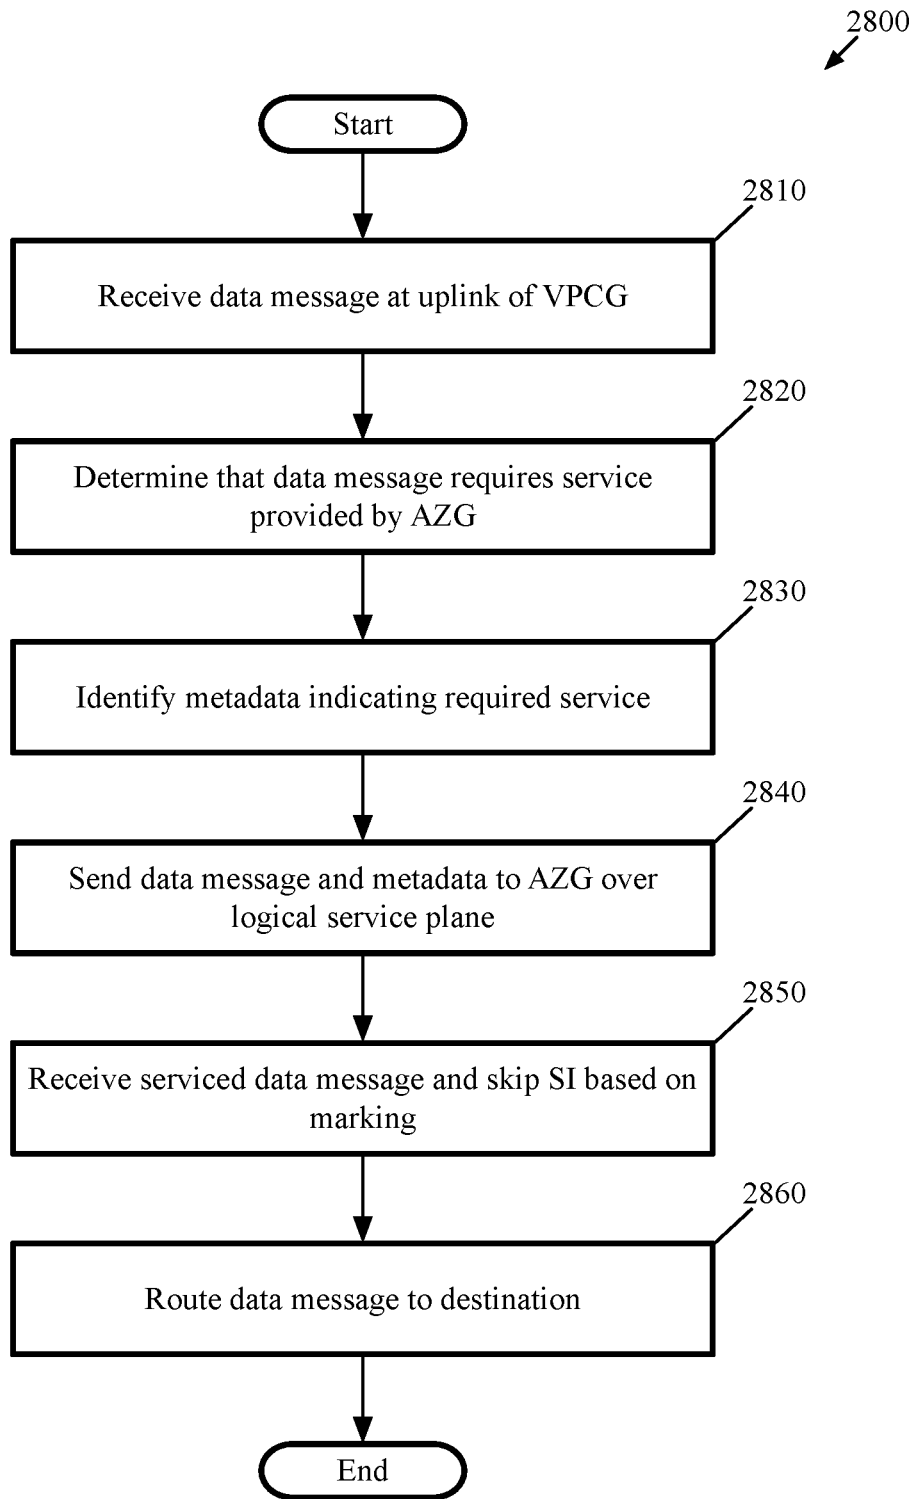 2800
Start
2810
Receive data message at uplink of VPCG
2820
Determine that data message requires service
provided by AZG
2830
Identify metadata indicating required service
2840
Send data message and metadata to AZG over
logical service plane
2850
Receive serviced data message and skip SI based on
marking
2860
Route data message to destination
End